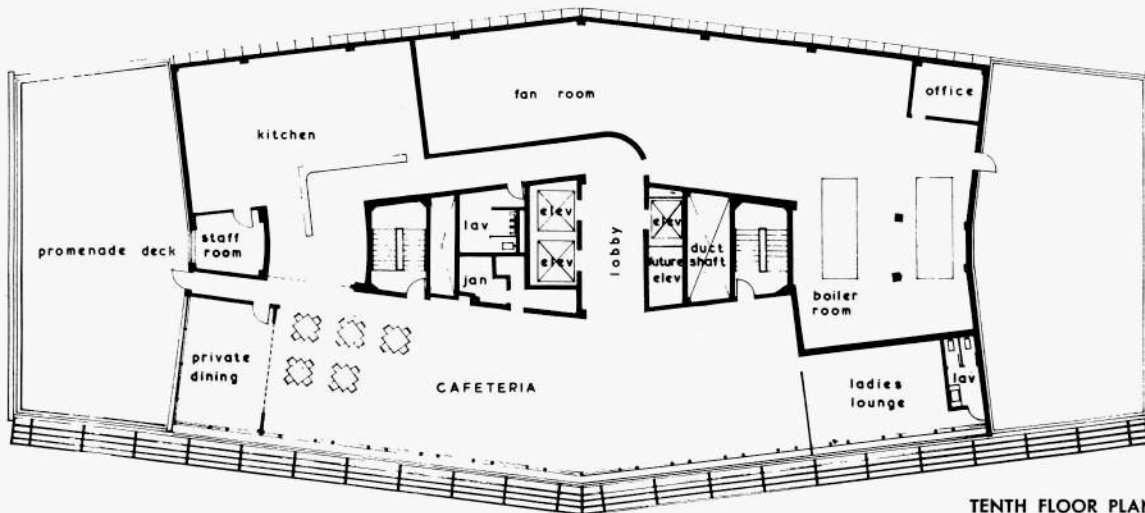 fan room
office
kitchen
elev
lav
elev
promenade deck
staff
room
elev
lobby
duct
shaft
jan
future
elev
boiler
room
private
dining
CAFETERIA
ladies
lounge
lav
TENTH FLOOR PLAN